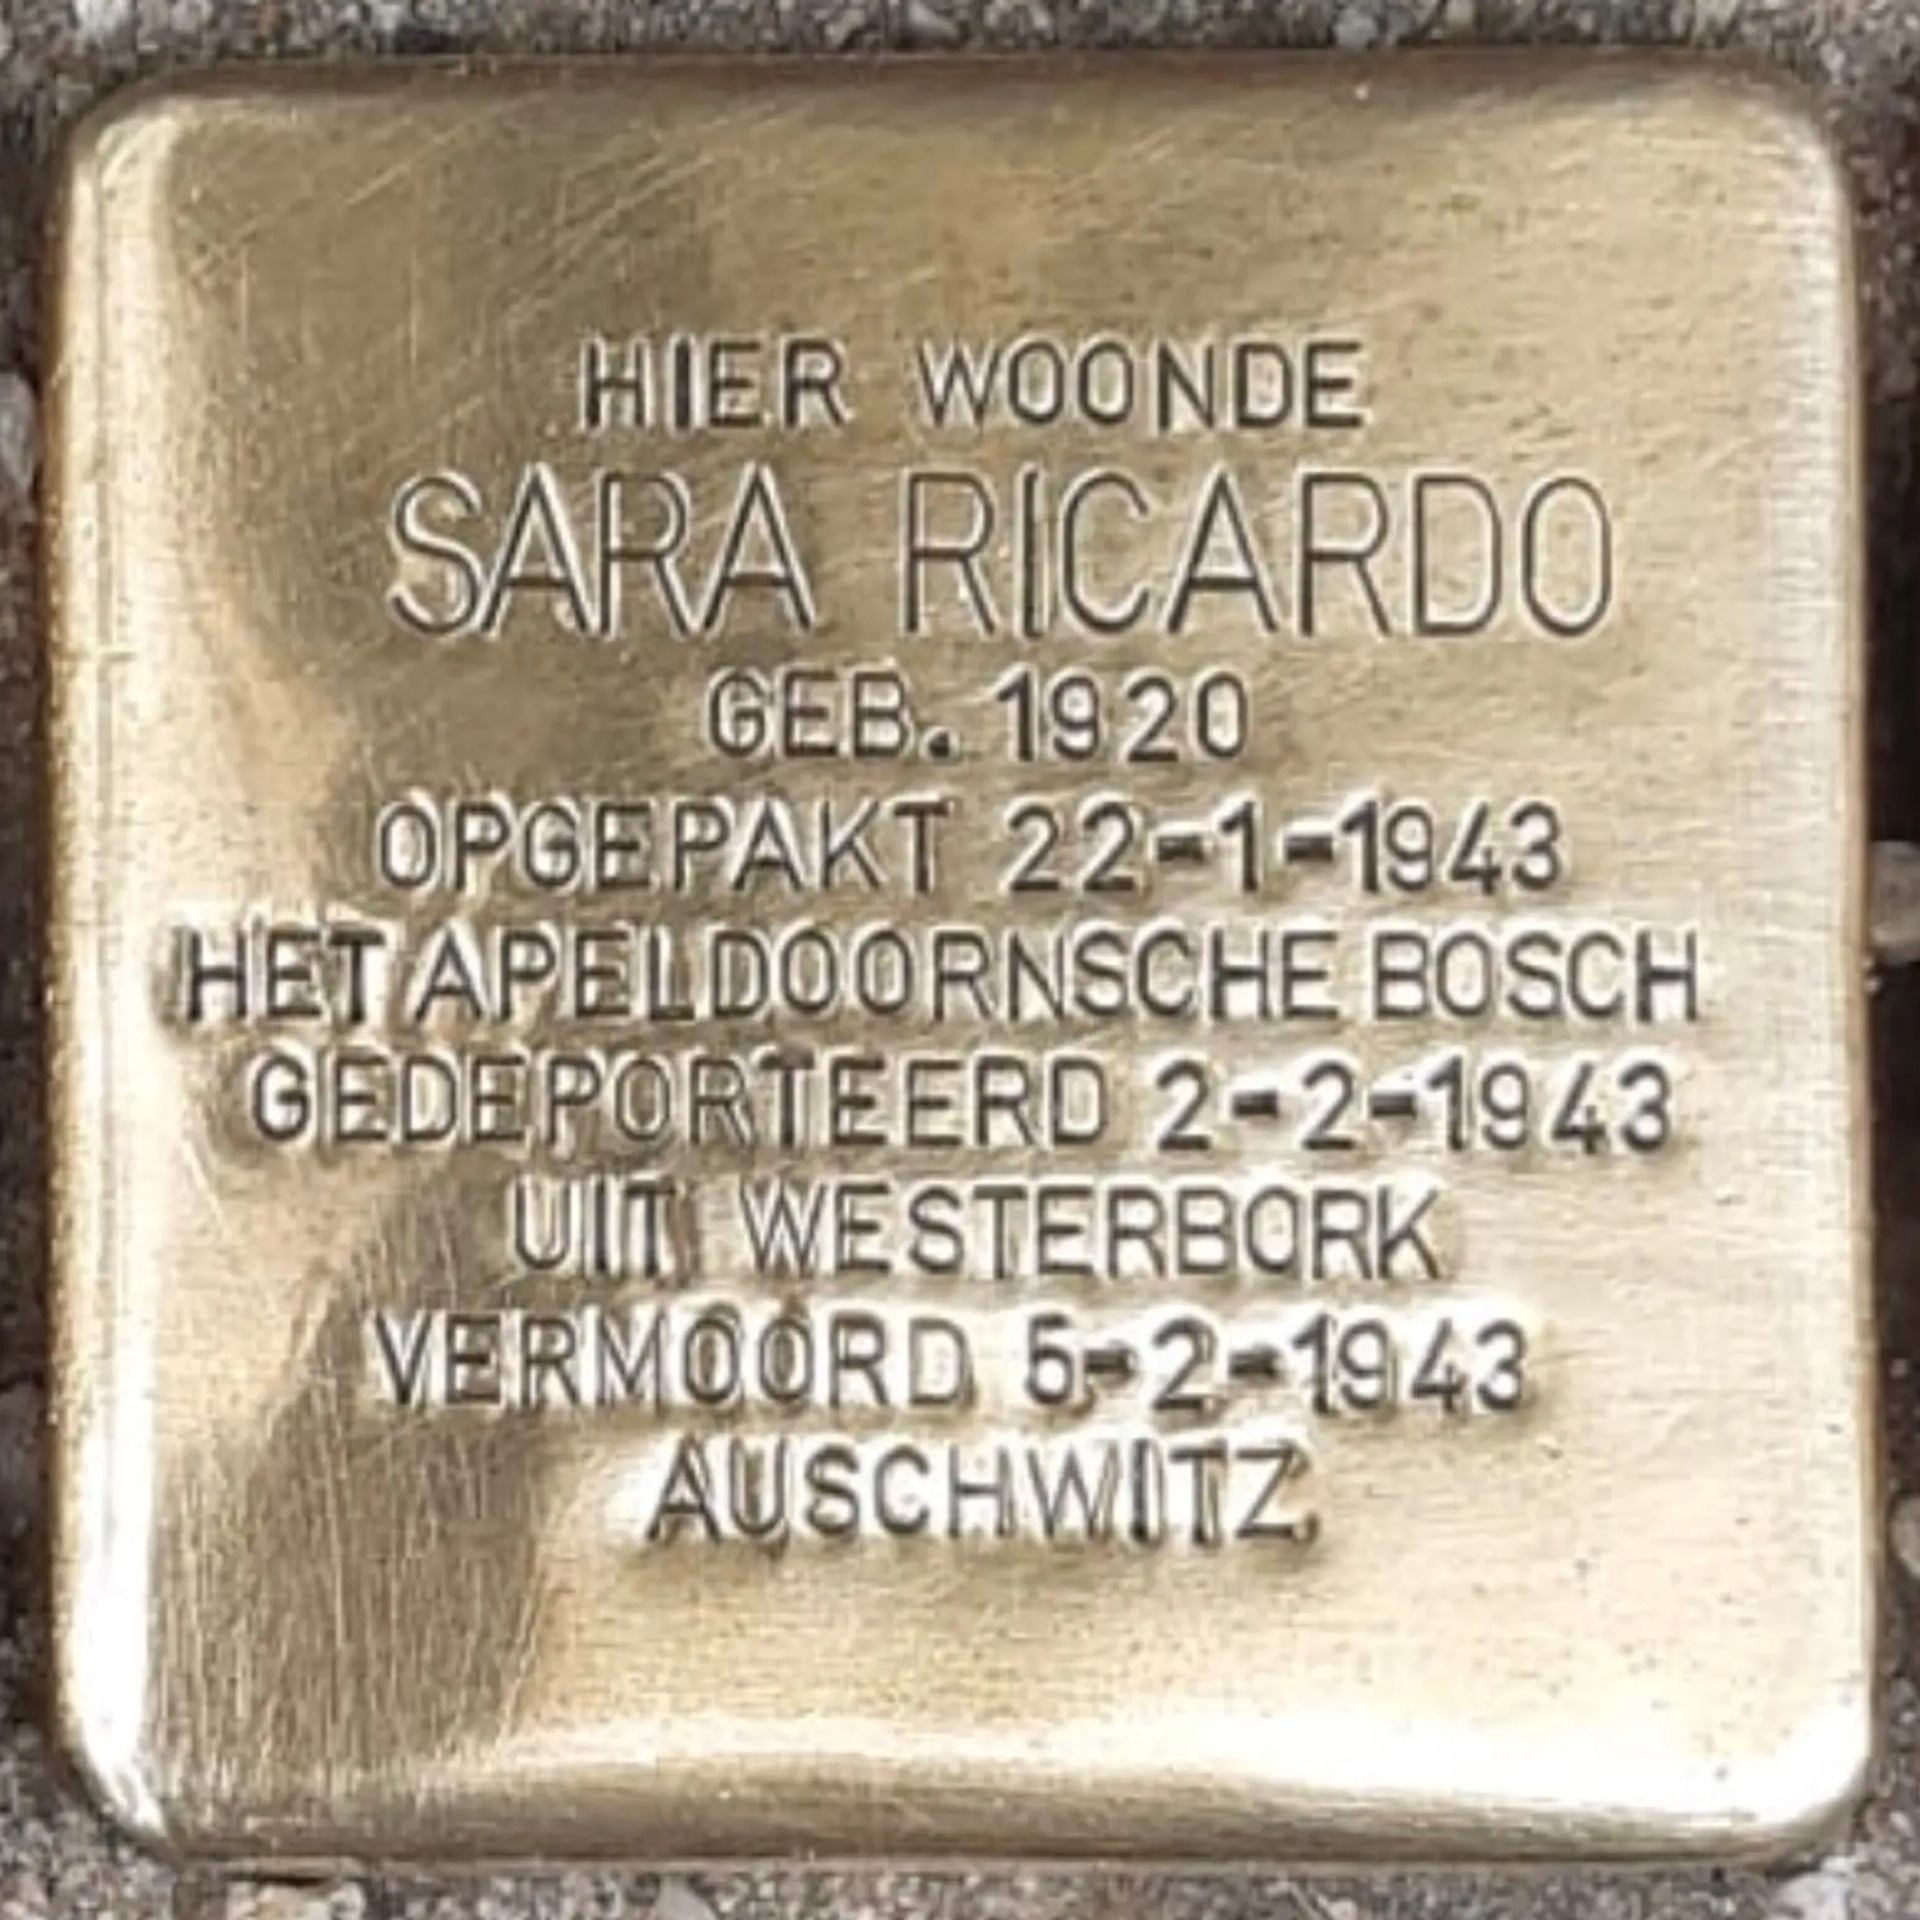 HIER WOONDE
SARA RICARDO
GEB. 1920
OPGEPAKT 22-1-1943
HET APELDOORNSCHE BOSCH
GEDEPORTEERD 2-2-1943
UIT WESTERBORK
VERMOORD 5-2-1943
AUSCHWITZ